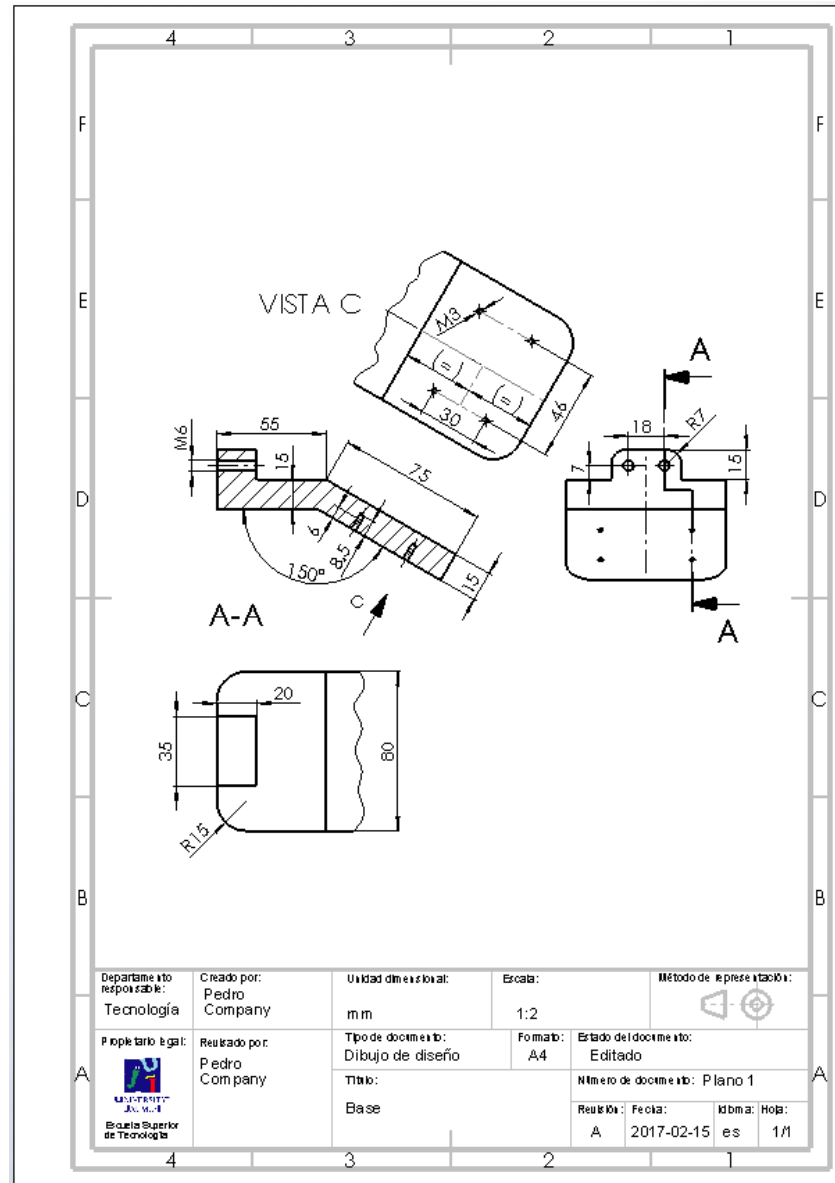 4 3 2 1
F F
E E
VISTA C
M3
(=)
(=)
30
46
A
55
M6
15
75
18
R7
7
15
D D
6
8,5
150°
15
C
A-A
A
C C
20
35
80
R15
B B
Departamento responsable:
Tecnología
Creado por:
Pedro Company
Unidad dimensional:
mm
Escala:
1:2
Método de representación:
Propietario legal:
UNIVERSITAT
JAUME I
Escuela Superior
de Tecnología
Revisado por:
Pedro Company
Tipo de documento:
Dibujo de diseño
Formato:
A4
Estado del documento:
Editado
Título:
Base
Número de documento: Plano 1
Revisión: Fecha: Idioma: Hoja:
A 2017-02-15 es 1/1
A A
4 3 2 1